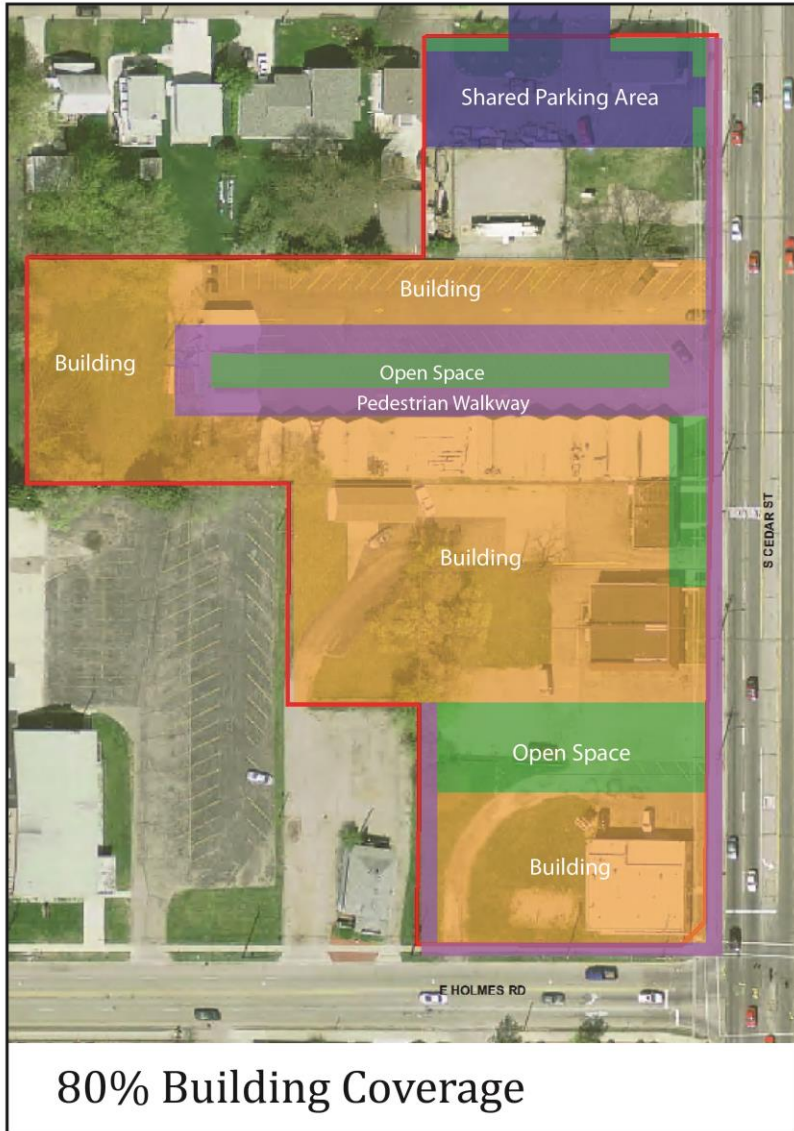 Shared Parking Area
Building
Building
Open Space
Pedestrian Walkway
S CEDAR ST
Building
Open Space
Building
E HOLMES RD
80% Building Coverage